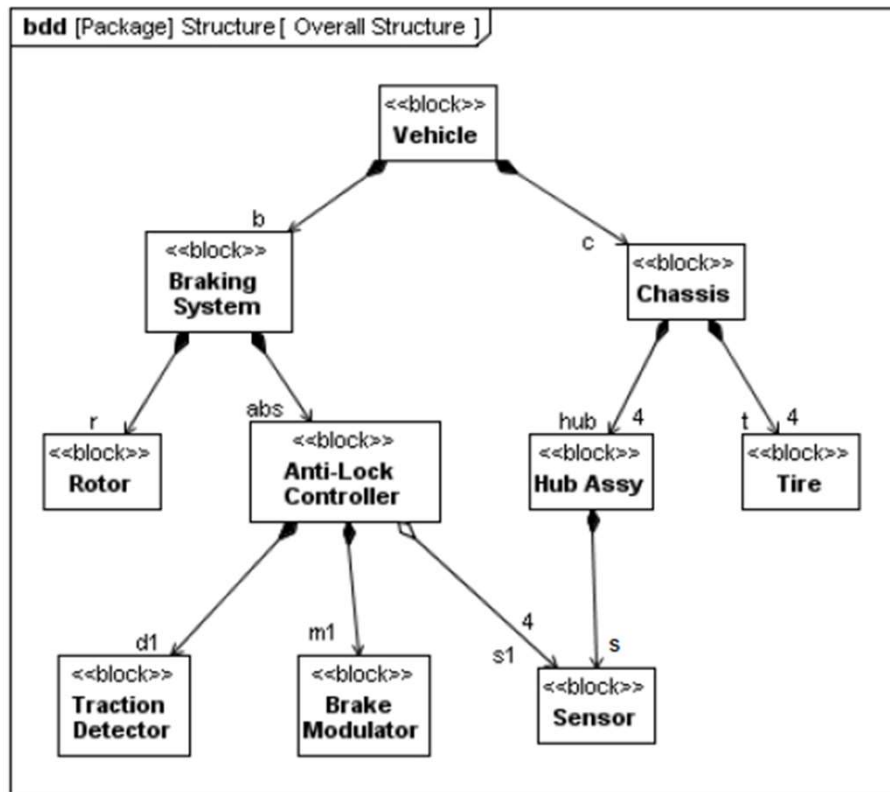 bdd [Package] Structure [ Overall Structure ]
<<block>>
Vehicle
b
c
<<block>>
Braking
System
<<block>>
Chassis
r
abs
hub
4
t
4
<<block>>
Rotor
<<block>>
Anti-Lock
Controller
<<block>>
Hub Assy
<<block>>
Tire
d1
m1
4
s1
s
<<block>>
Traction
Detector
<<block>>
Brake
Modulator
<<block>>
Sensor